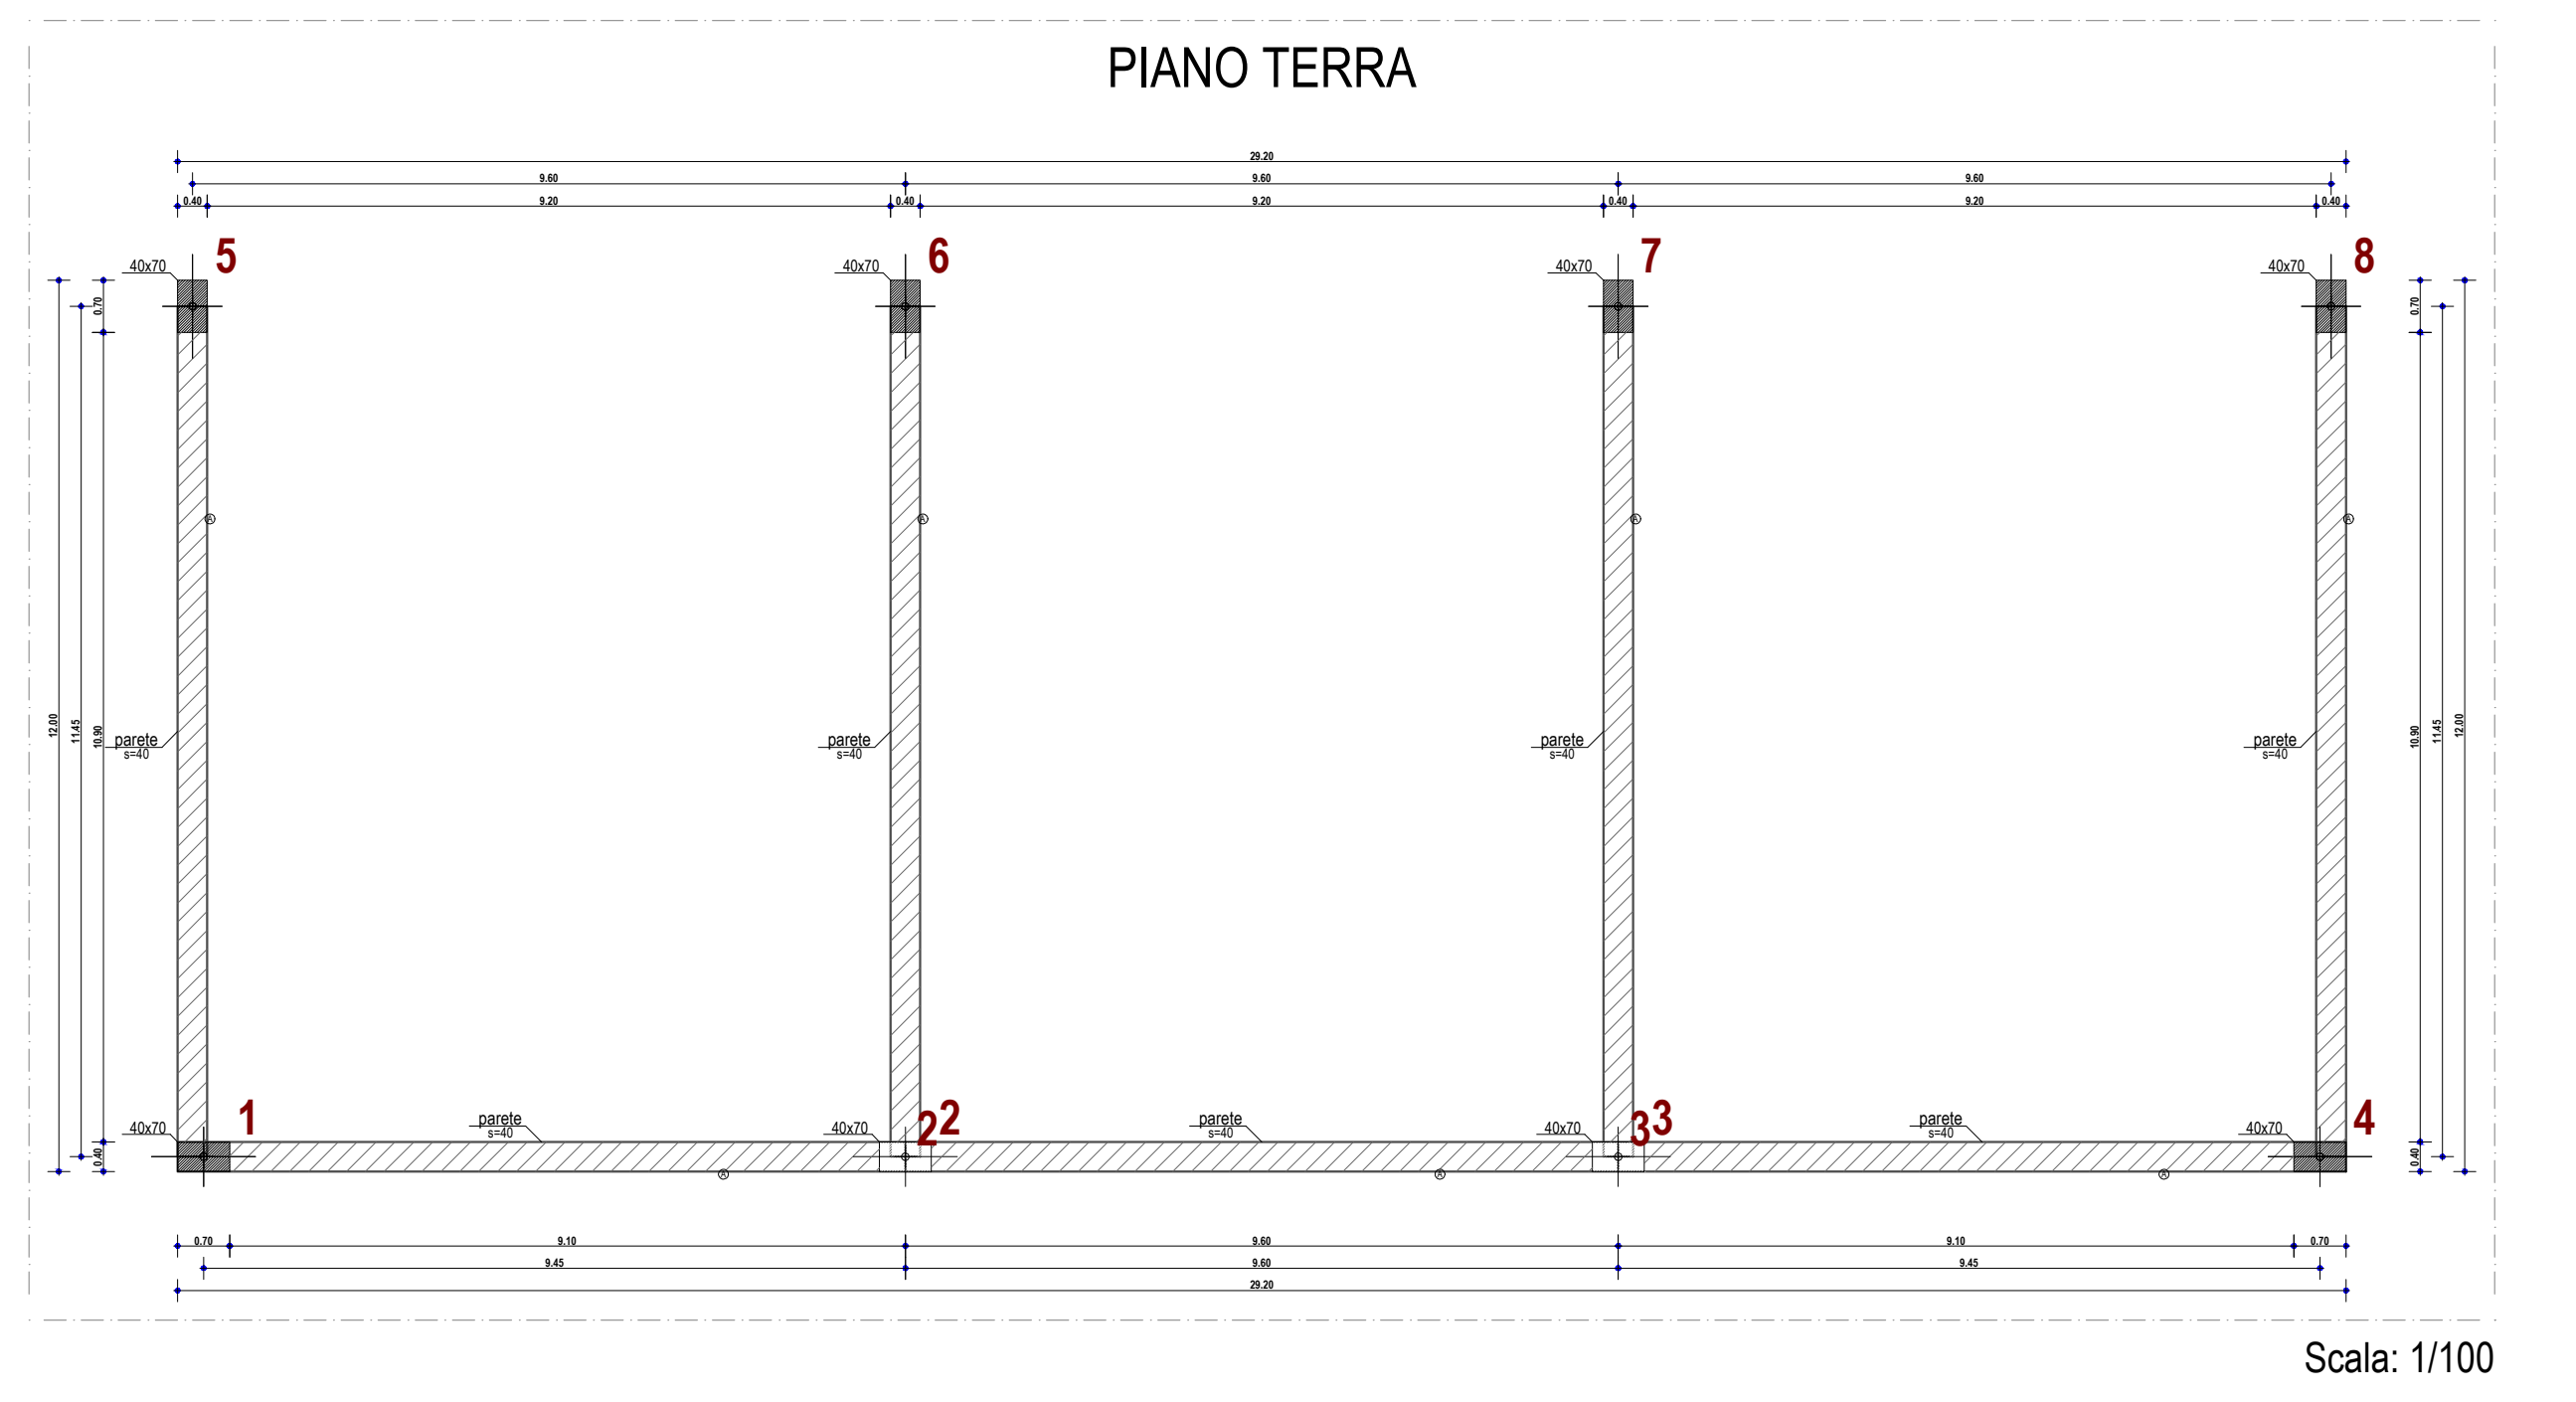 PIANO TERRA
29.20
9.60 9.60 9.60
0.40 9.20 0.40 9.20 0.40 9.20 0.40
5 6 7 8
40x70 40x70 40x70 40x70
0.70 0.70
A A A A
12.00 11.45 10.90 10.90 11.45 12.00
parete parete parete parete
s=40 s=40 s=40 s=40
1 22 33 4
40x70 parete 40x70 parete 40x70 parete 40x70
s=40 s=40 s=40
0.40 0.40
A A A
0.70 9.10 9.60 9.10 0.70
9.45 9.60 9.45
29.20
Scala: 1/100